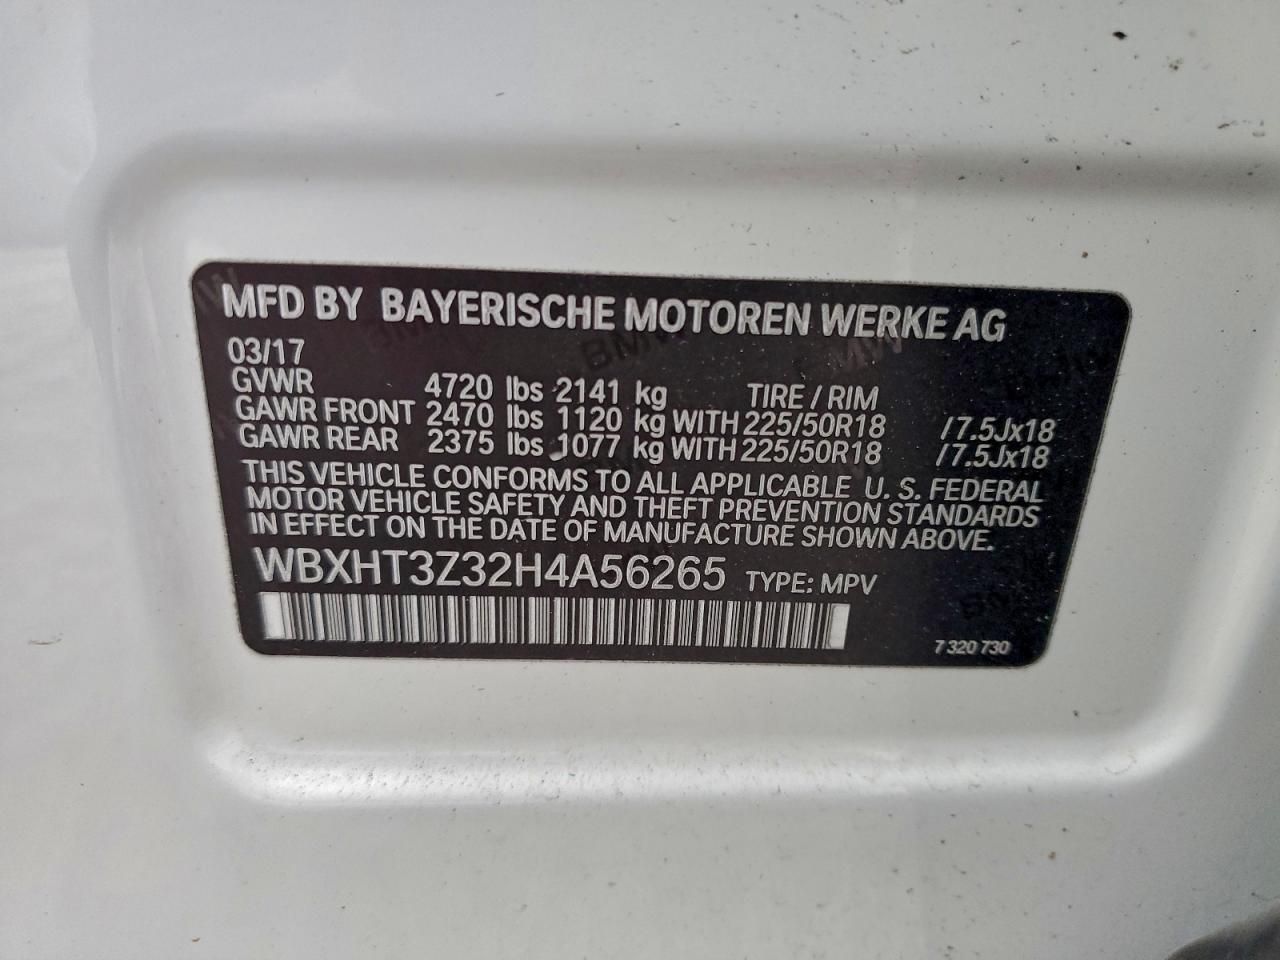 MFD BY BAYERISCHE MOTOREN WERKE AG
03/17
GVWR 4720 lbs 2141 kg TIRE / RIM
GAWR FRONT 2470 lbs 1120 kg WITH 225/50R18 /7.5Jx18
GAWR REAR 2375 lbs 1077 kg WITH 225/50R18 /7.5Jx18
THIS VEHICLE CONFORMS TO ALL APPLICABLE U. S. FEDERAL
MOTOR VEHICLE SAFETY AND THEFT PREVENTION STANDARDS
IN EFFECT ON THE DATE OF MANUFACTURE SHOWN ABOVE.
WBXHT3Z32H4A56265 TYPE: MPV
7 320 730